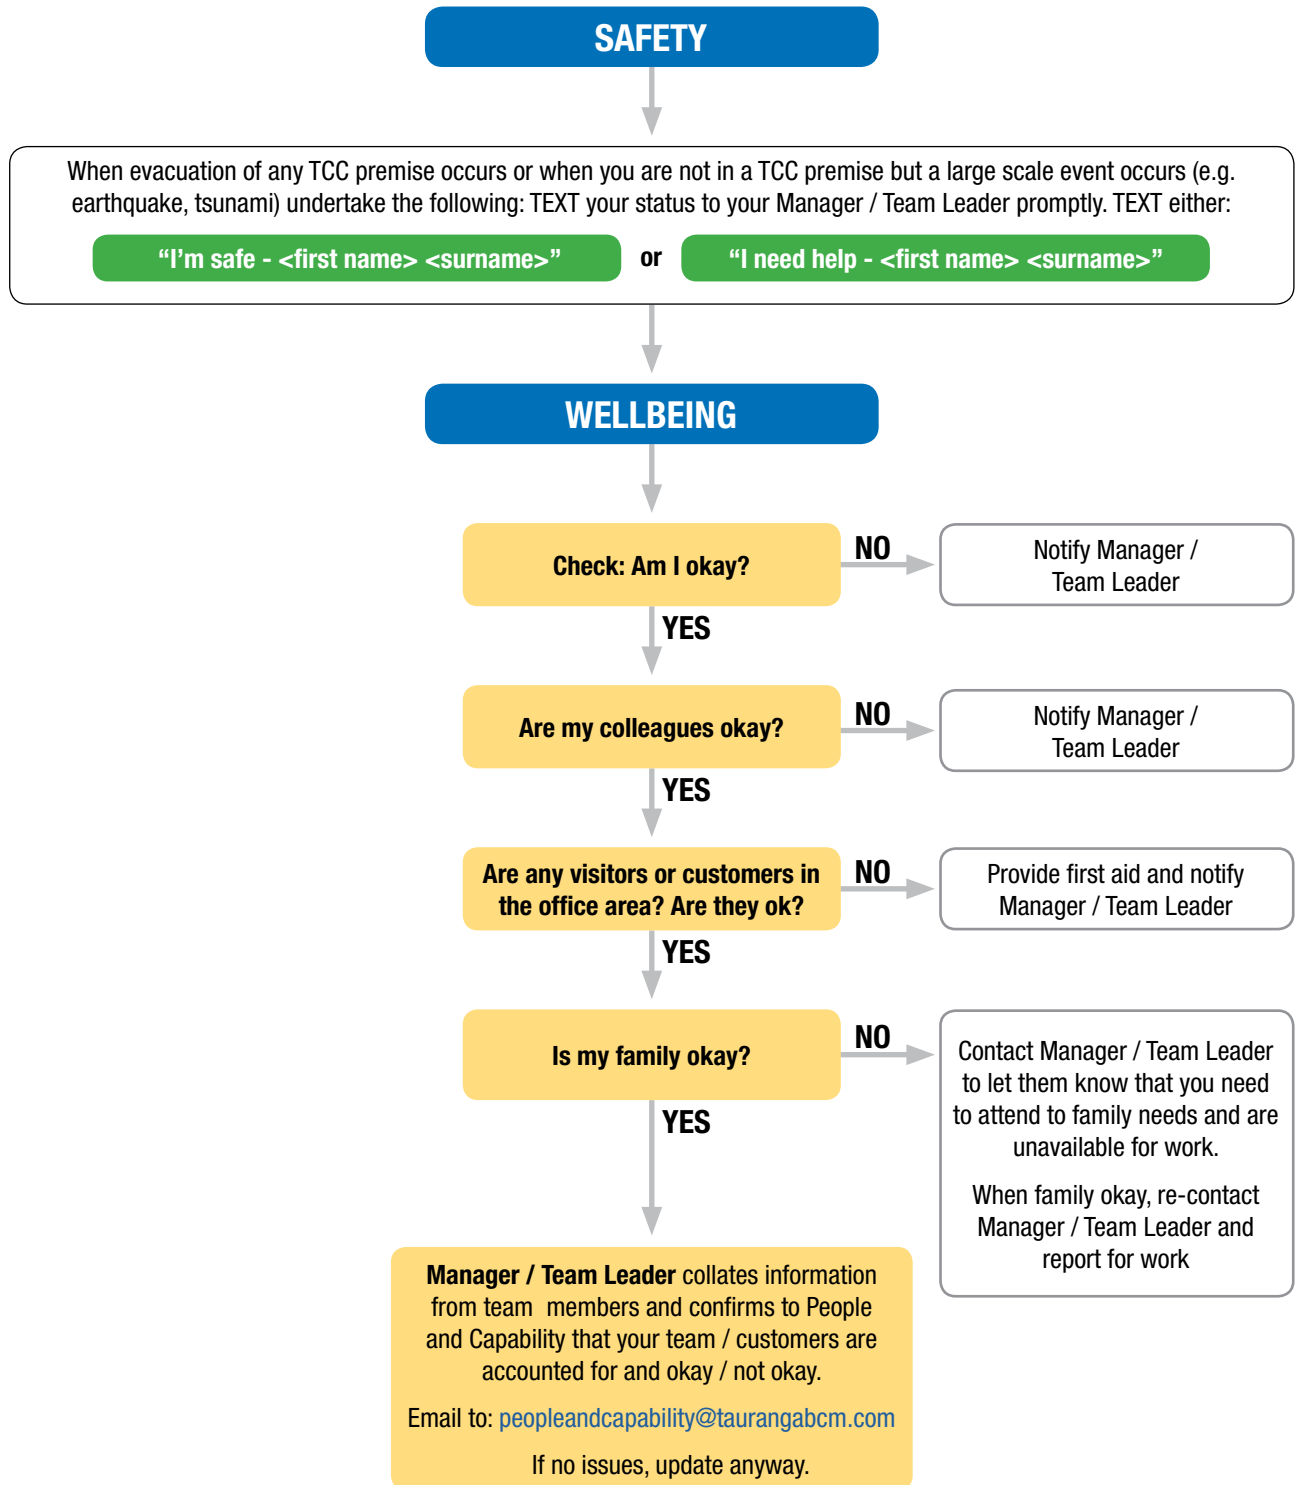 SAFETY
When evacuation of any TCC premise occurs or when you are not in a TCC premise but a large scale event occurs (e.g.
earthquake, tsunami) undertake the following: TEXT your status to your Manager / Team Leader promptly. TEXT either:
“I’m safe - <first name> <surname>” or “I need help - <first name> <surname>”
WELLBEING
Check: Am I okay?
NO
Notify Manager /
Team Leader
YES
Are my colleagues okay?
NO
Notify Manager /
Team Leader
YES
Are any visitors or customers in
the office area? Are they ok?
NO
Provide first aid and notify
Manager / Team Leader
YES
Is my family okay?
NO
Contact Manager / Team Leader
to let them know that you need
to attend to family needs and are
unavailable for work.
When family okay, re-contact
Manager / Team Leader and
report for work
YES
Manager / Team Leader collates information
from team members and confirms to People
and Capability that your team / customers are
accounted for and okay / not okay.
Email to: peopleandcapability@taurangabcm.com
If no issues, update anyway.